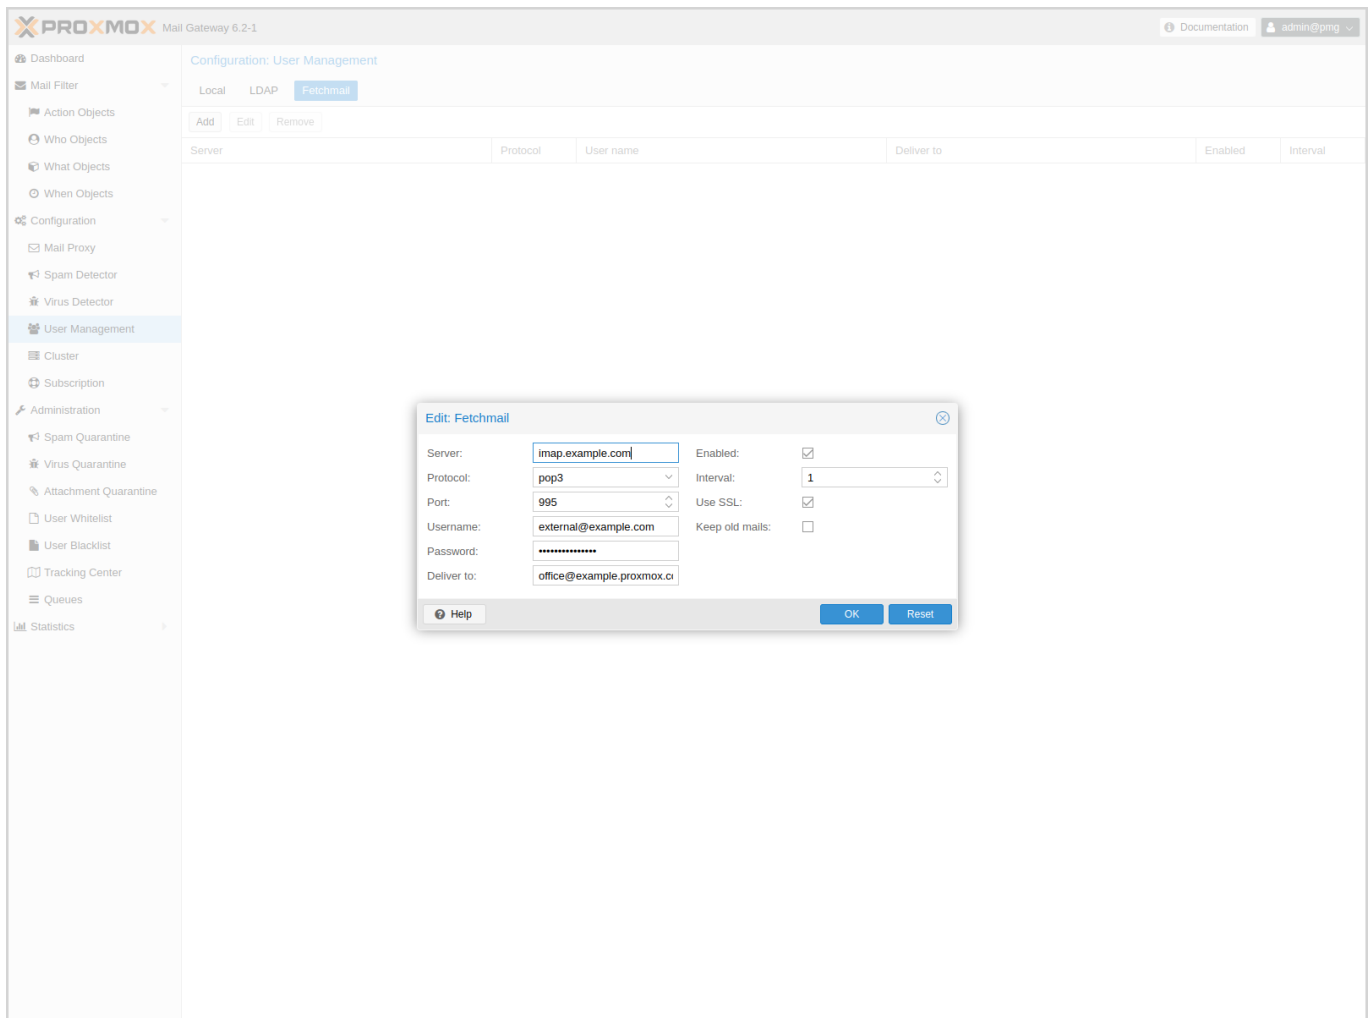 PROXMOX Mail Gateway 6.2-1 Documentation admin@pmg
Dashboard
Mail Filter
Action Objects
Who Objects
What Objects
When Objects
Configuration
Mail Proxy
Spam Detector
Virus Detector
User Management
Cluster
Subscription
Administration
Spam Quarantine
Virus Quarantine
Attachment Quarantine
User Whitelist
User Blacklist
Tracking Center
Queues
Statistics
Configuration: User Management
Local LDAP Fetchmail
Add Edit Remove
Server Protocol User name Deliver to Enabled Interval
Edit: Fetchmail
Server: imap.example.com Enabled:
Protocol: pop3 Interval: 1
Port: 995 Use SSL:
Username: external@example.com Keep old mails:
Password: •••••••••••••••
Deliver to: office@example.proxmox.c
Help OK Reset